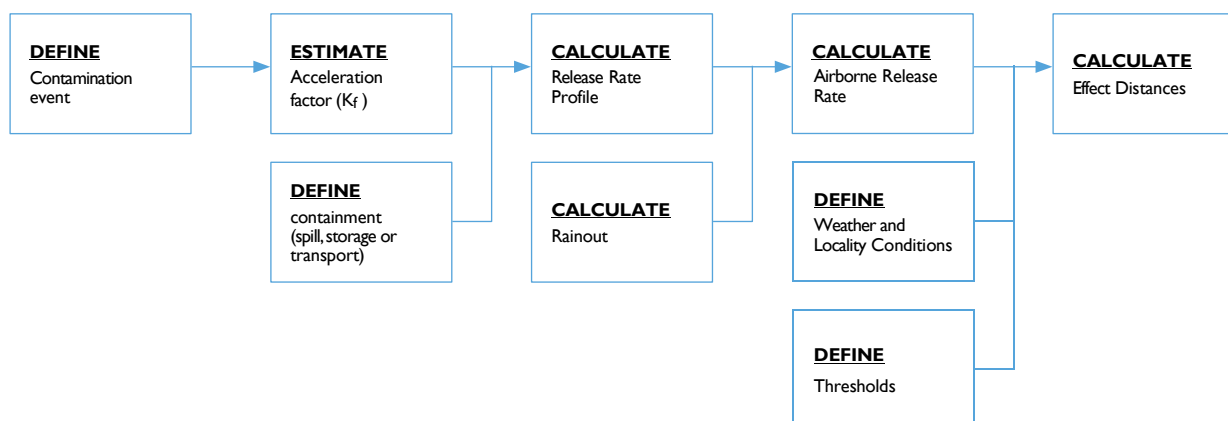 DEFINE
Contamination
event
ESTIMATE
Acceleration
factor (Kf )
CALCULATE
Release Rate
Profile
CALCULATE
Airborne Release
Rate
CALCULATE
Effect Distances
DEFINE
containment
(spill, storage or
transport)
CALCULATE
Rainout
DEFINE
Weather and
Locality Conditions
DEFINE
Thresholds